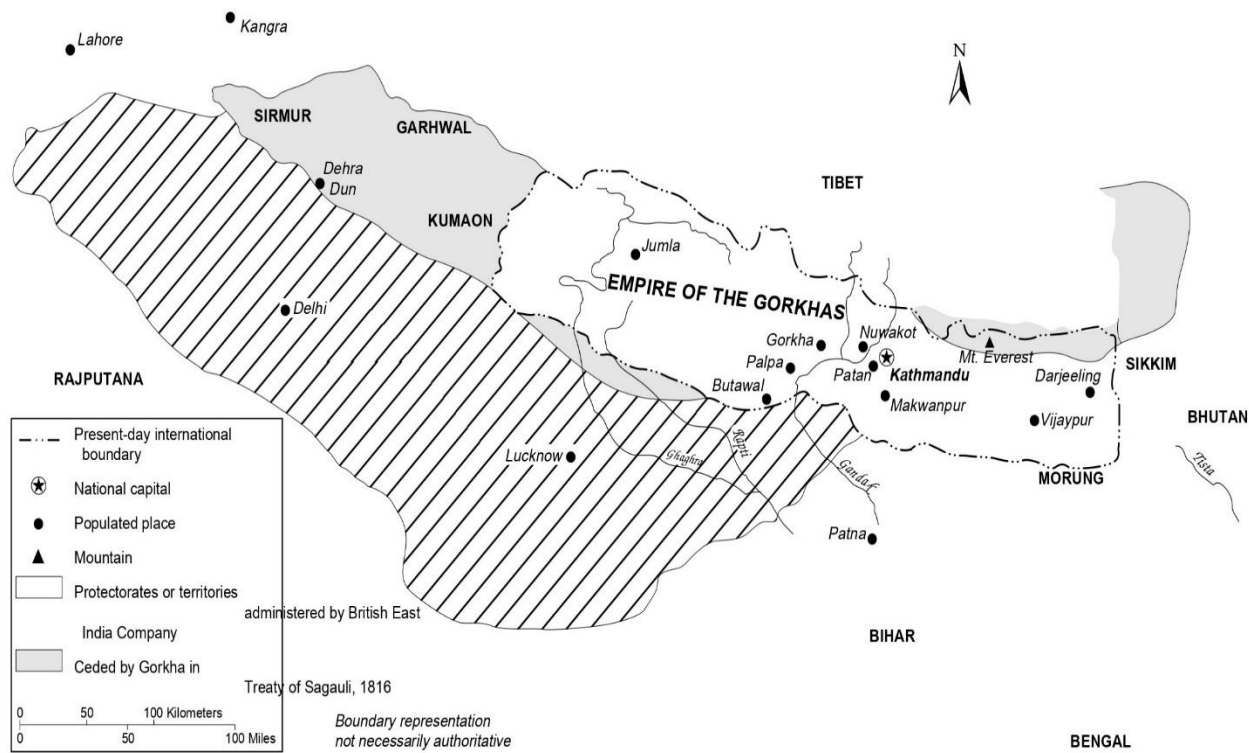 Kangra
Lahore
N
SIRMUR
GARHWAL
Dehra
Dun
TIBET
KUMAON
Jumla
EMPIRE OF THE GORKHAS
Delhi
Gorkha
Nuwakot
Mt. Everest
Palpa
Patan
Kathmandu
SIKKIM
RAJPUTANA
Butawal
Makwanpur
Darjeeling
BHUTAN
Vijaypur
Lucknow
Ghaghra
Rapti
Gandak
MORUNG
Tista
Patna
BIHAR
BENGAL
Present-day international
boundary
National capital
Populated place
Mountain
Protectorates or territories
administered by British East
India Company
Ceded by Gorkha in
Treaty of Sagauli, 1816
0 50 100 Kilometers
0 50 100 Miles
Boundary representation
not necessarily authoritative